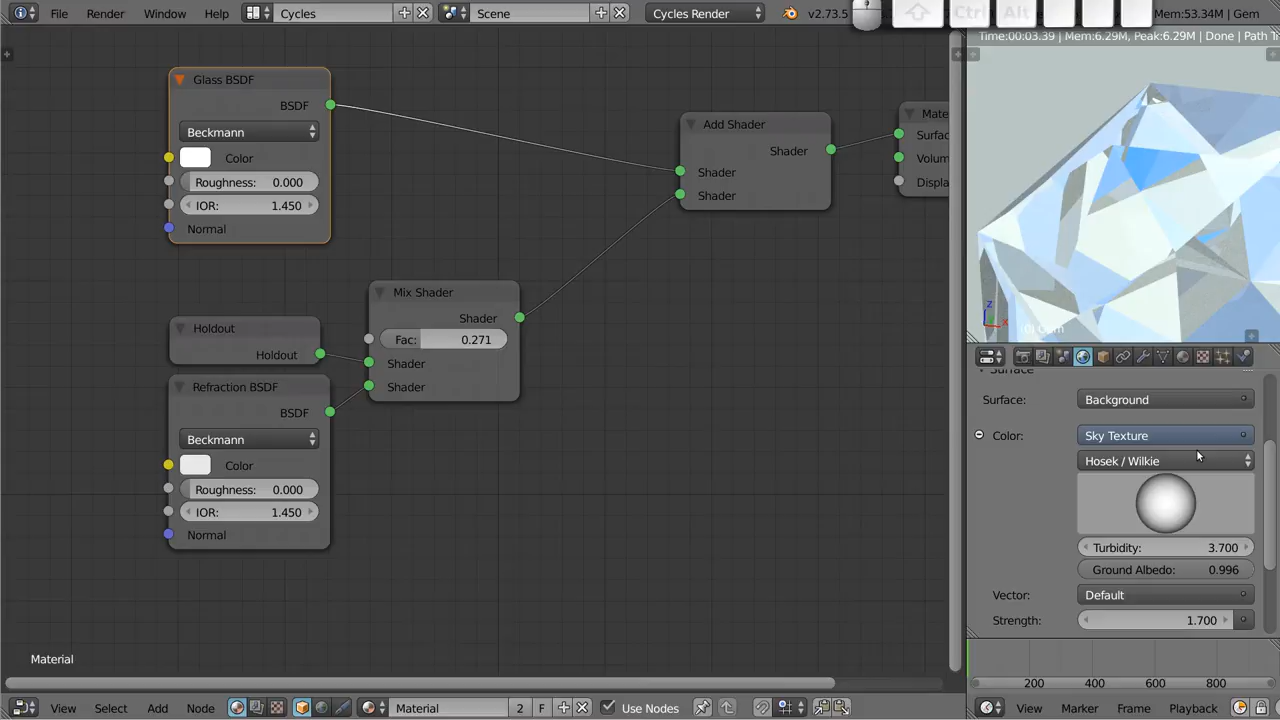 File Render Window Help Cycles Scene Cycles Render v2.73.5 Ctrl Alt Mem:53.34M | Gem
Time:00:03.39 | Mem:6.29M, Peak:6.29M | Done | Path
Glass BSDF
BSDF
Beckmann
Color
Roughness: 0.000
IOR: 1.450
Normal
Add Shader
Shader
Shader
Shader
Mix Shader
Shader
Fac: 0.271
Shader
Shader
Holdout
Holdout
Refraction BSDF
BSDF
Beckmann
Color
Roughness: 0.000
IOR: 1.450
Normal
Mate
Surfac
Volum
Displa
z
x
Surface
Surface: Background
Color: Sky Texture
Hosek / Wilkie
Turbidity: 3.700
Ground Albedo: 0.996
Vector: Default
Strength: 1.700
Material
200 400 600 800
View Select Add Node Material 2 F Use Nodes
View Marker Frame Playback